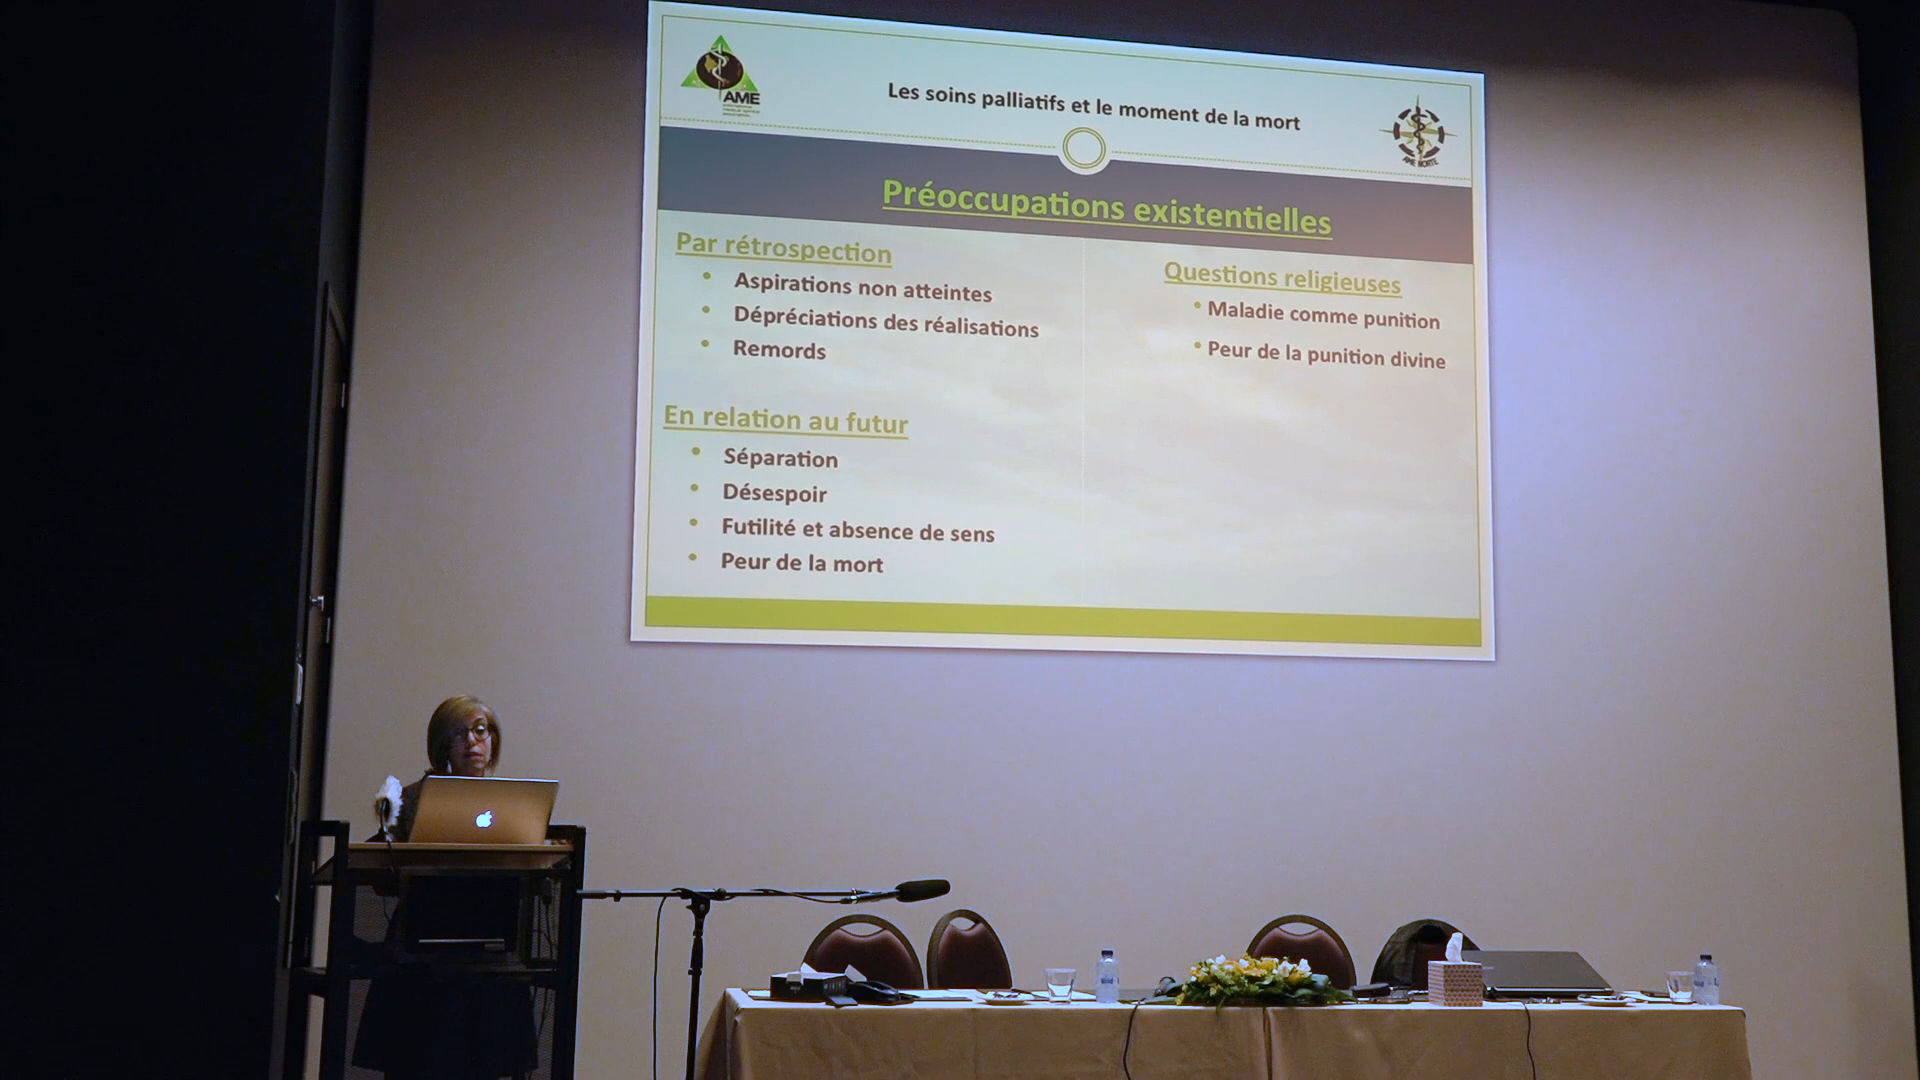 AME
Les soins palliatifs et le moment de la mort
AME NORTE
Préoccupations existentielles
Par rétrospection
• Aspirations non atteintes
• Dépréciations des réalisations
• Remords
En relation au futur
• Séparation
• Désespoir
• Futilité et absence de sens
• Peur de la mort
Questions religieuses
• Maladie comme punition
• Peur de la punition divine